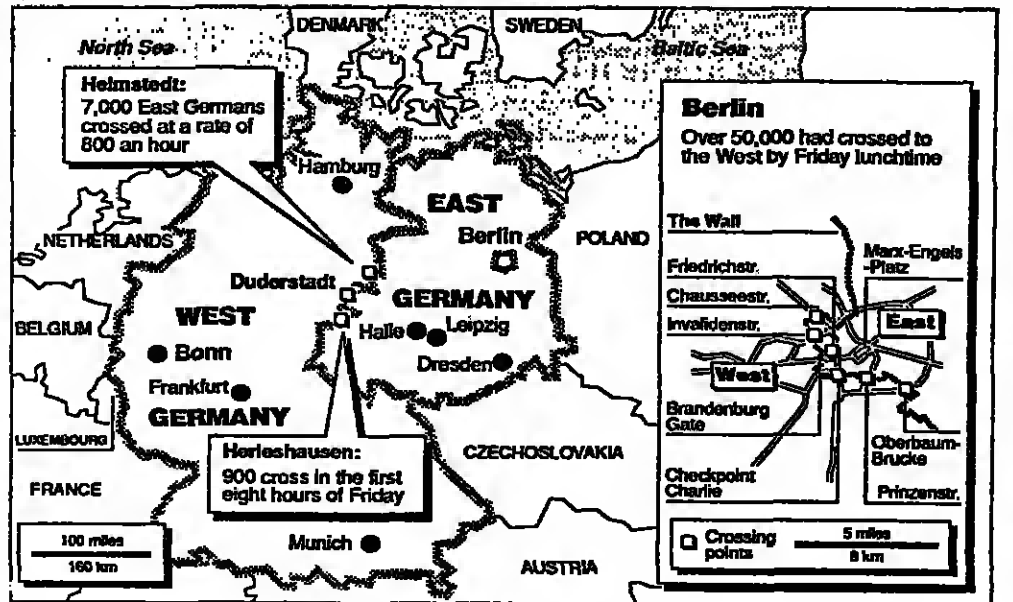 DENMARK
SWEDEN
North Sea
Baltic Sea
Helmstedt:
7,000 East Germans
crossed at a rate of
800 an hour
Hamburg
EAST
Berlin
NETHERLANDS
POLAND
Duderstadt
GERMANY
WEST
Halle
Leipzig
BELGIUM
Bonn
Dresden
Frankfurt
GERMANY
LUXEMBOURG
Herleshausen:
900 cross in the first
eight hours of Friday
CZECHOSLOVAKIA
FRANCE
100 miles
160 km
Munich
AUSTRIA
Berlin
Over 50,000 had crossed to
the West by Friday lunchtime
The Wall
Marx-Engels
-Platz
Friedrichstr.
Chausseestr.
Invalidenstr.
East
West
Brandenburg
Gate
Oberbaum-
Brucke
Checkpoint
Charlie
Prinzenstr.
Crossing
points
5 miles
8 km